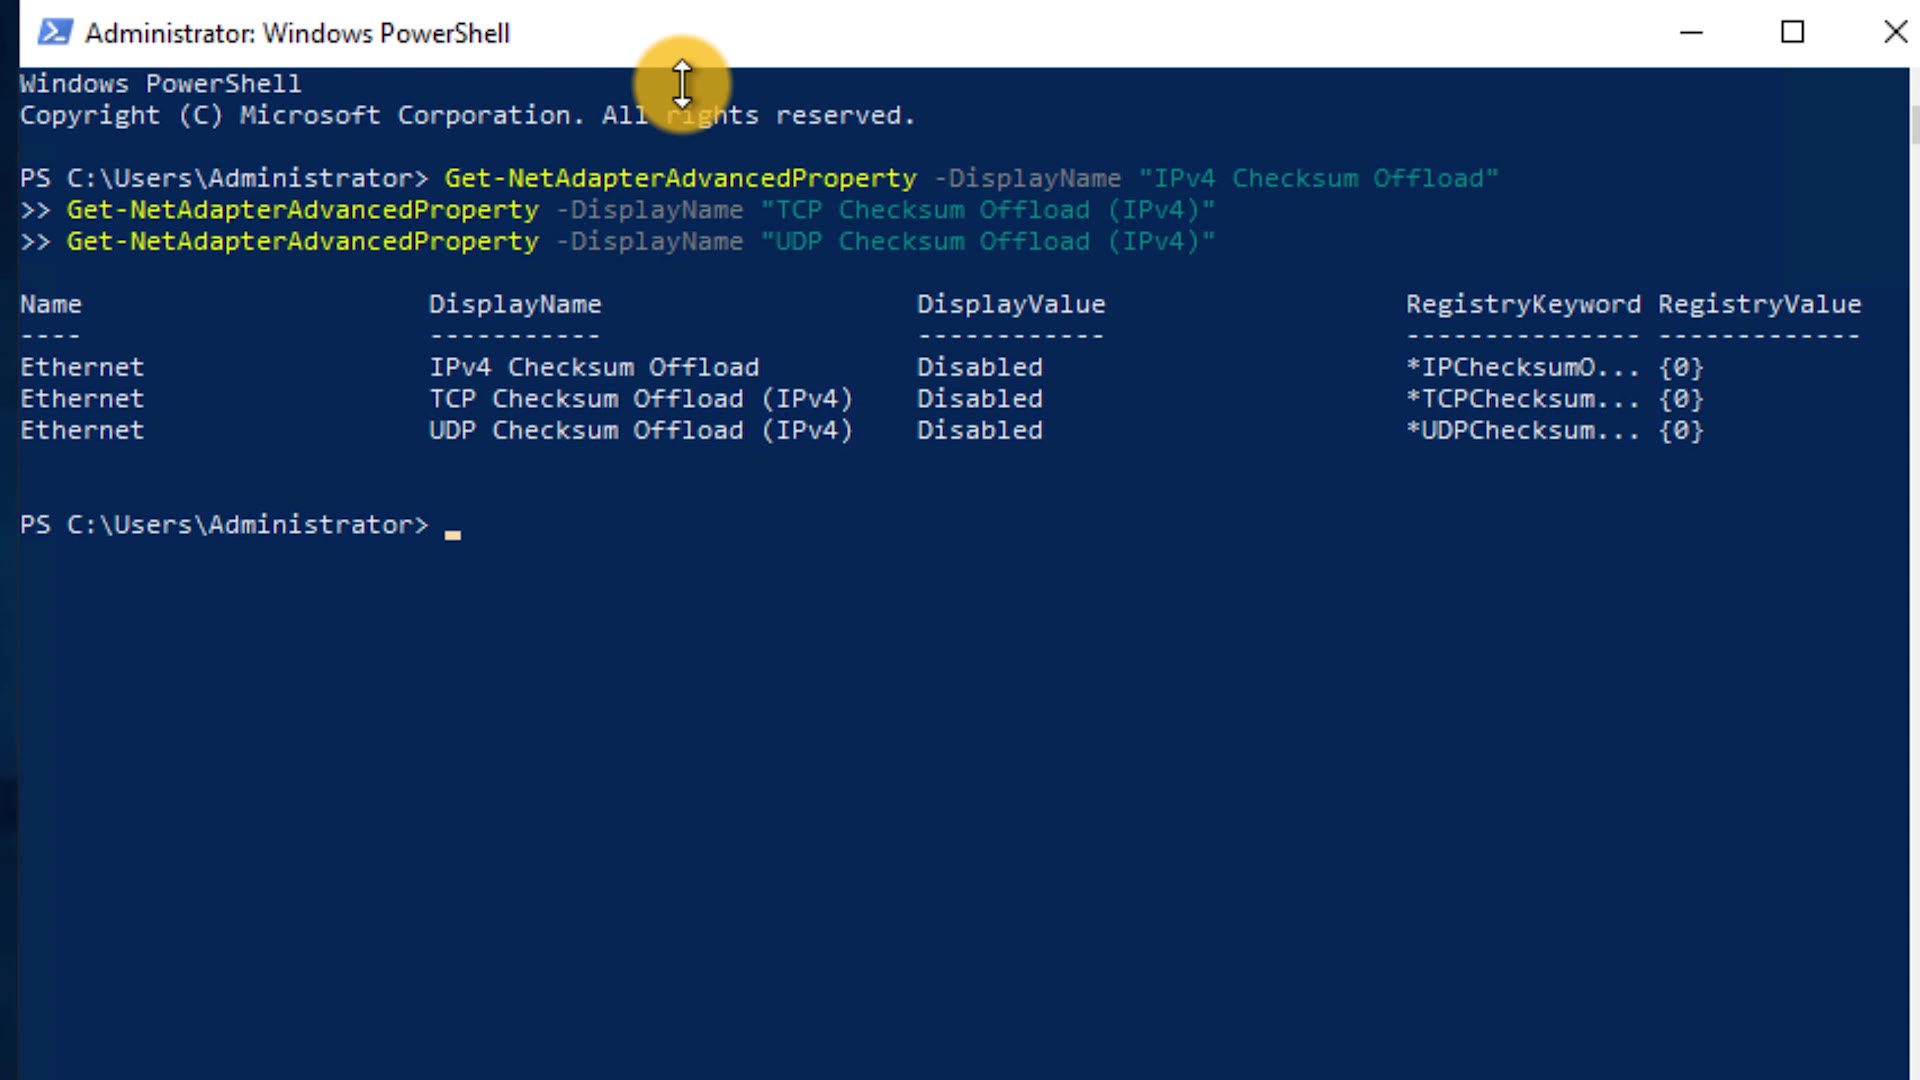 Administrator: Windows PowerShell
Windows PowerShell
Copyright (C) Microsoft Corporation. All rights reserved.
PS C:\Users\Administrator> Get-NetAdapterAdvancedProperty -DisplayName "IPv4 Checksum Offload"
>> Get-NetAdapterAdvancedProperty -DisplayName "TCP Checksum Offload (IPv4)"
>> Get-NetAdapterAdvancedProperty -DisplayName "UDP Checksum Offload (IPv4)"
Name DisplayName DisplayValue RegistryKeyword RegistryValue
---- ----------- ------------ --------------- -------------
Ethernet IPv4 Checksum Offload Disabled *IPChecksumO... {0}
Ethernet TCP Checksum Offload (IPv4) Disabled *TCPChecksum... {0}
Ethernet UDP Checksum Offload (IPv4) Disabled *UDPChecksum... {0}
PS C:\Users\Administrator>